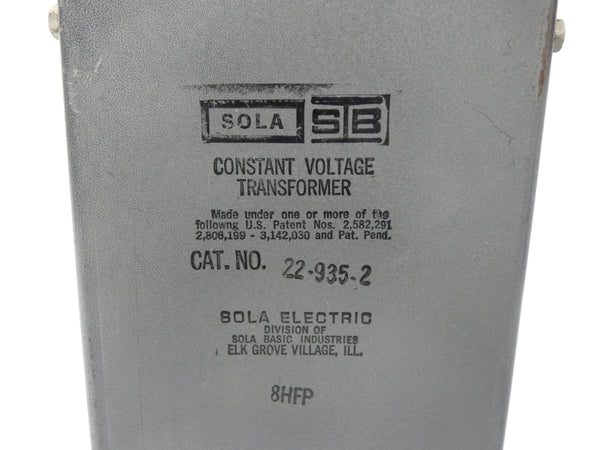 SOLA STB
CONSTANT VOLTAGE
TRANSFORMER
Made under one or more of the
followng U.S. Patent Nos. 2,582,291
2,806,199 - 3,142,030 and Pat. Pend.
CAT. NO. 22-935-2
SOLA ELECTRIC
DIVISION OF
SOLA BASIC INDUSTRIES
ELK GROVE VILLAGE, ILL.
8HFP